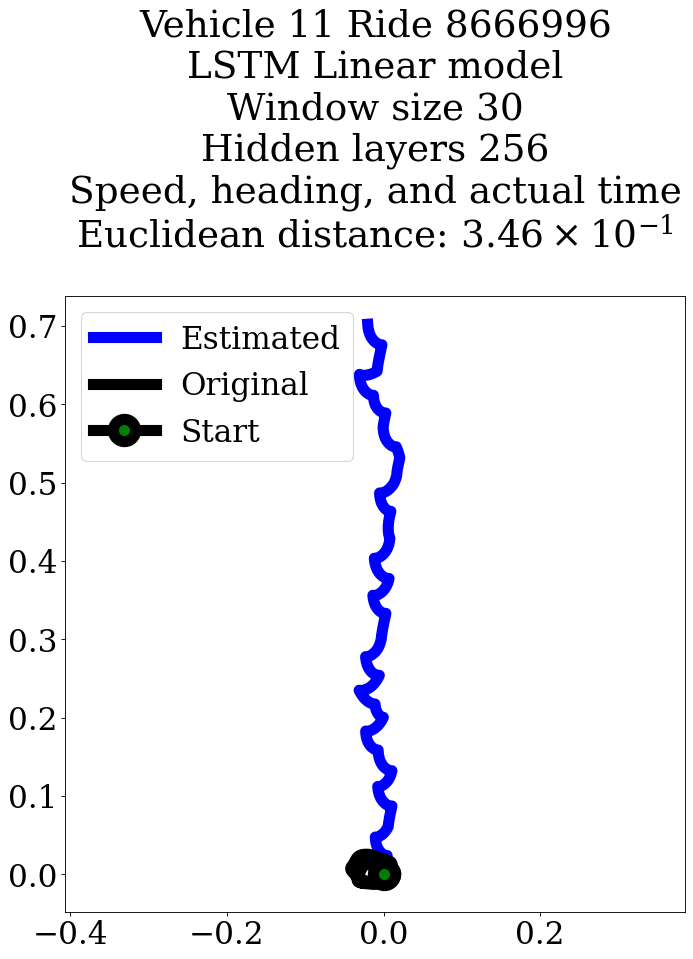 Vehicle 11 Ride 8666996
LSTM Linear model
Window size 30
Hidden layers 256
Speed, heading, and actual time
Euclidean distance: 3.46 × 10⁻¹
Estimated
Original
Start
0.7
0.6
0.5
0.4
0.3
0.2
0.1
0.0
−0.4 −0.2 0.0 0.2